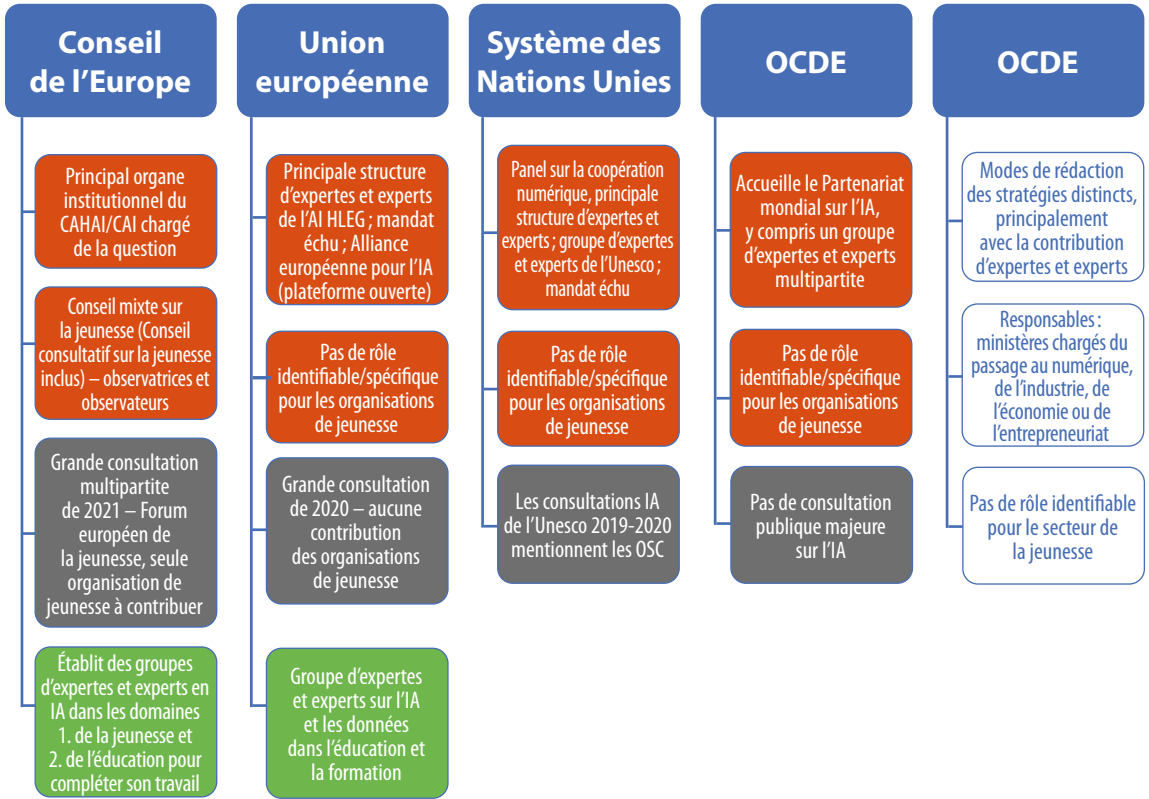 Conseil
de l'Europe
Principal organe
institutionnel du
CAHAI/CAI chargé
de la question
Conseil mixte sur
la jeunesse (Conseil
consultatif sur la jeunesse
inclus) – observatrices et
observateurs
Grande consultation
multipartite
de 2021 – Forum
européen de
la jeunesse, seule
organisation de
jeunesse à contribuer
Établit des groupes
d'expertes et experts en
IA dans les domaines
1. de la jeunesse et
2. de l'éducation pour
compléter son travail
Union
européenne
Principale structure
d'expertes et experts
de l'AI HLEG ; mandat
échu ; Alliance
européenne pour l'IA
(plateforme ouverte)
Pas de rôle
identifiable/spécifique
pour les organisations
de jeunesse
Grande consultation
de 2020 – aucune
contribution
des organisations
de jeunesse
Groupe d'expertes
et experts sur l'IA
et les données
dans l'éducation et
la formation
Système des
Nations Unies
Panel sur la coopération
numérique, principale
structure d'expertes et
experts ; groupe d'expertes
et experts de l'Unesco ;
mandat échu
Pas de rôle
identifiable/spécifique
pour les organisations
de jeunesse
Les consultations IA
de l'Unesco 2019-2020
mentionnent les OSC
OCDE
Accueille le Partenariat
mondial sur l'IA,
y compris un groupe
d'expertes et experts
multipartite
Pas de rôle
identifiable/spécifique
pour les organisations
de jeunesse
Pas de consultation
publique majeure
sur l'IA
OCDE
Modes de rédaction
des stratégies distincts,
principalement
avec la contribution
d'expertes et experts
Responsables :
ministères chargés du
passage au numérique,
de l'industrie, de
l'économie ou de
l'entrepreneuriat
Pas de rôle identifiable
pour le secteur de
la jeunesse